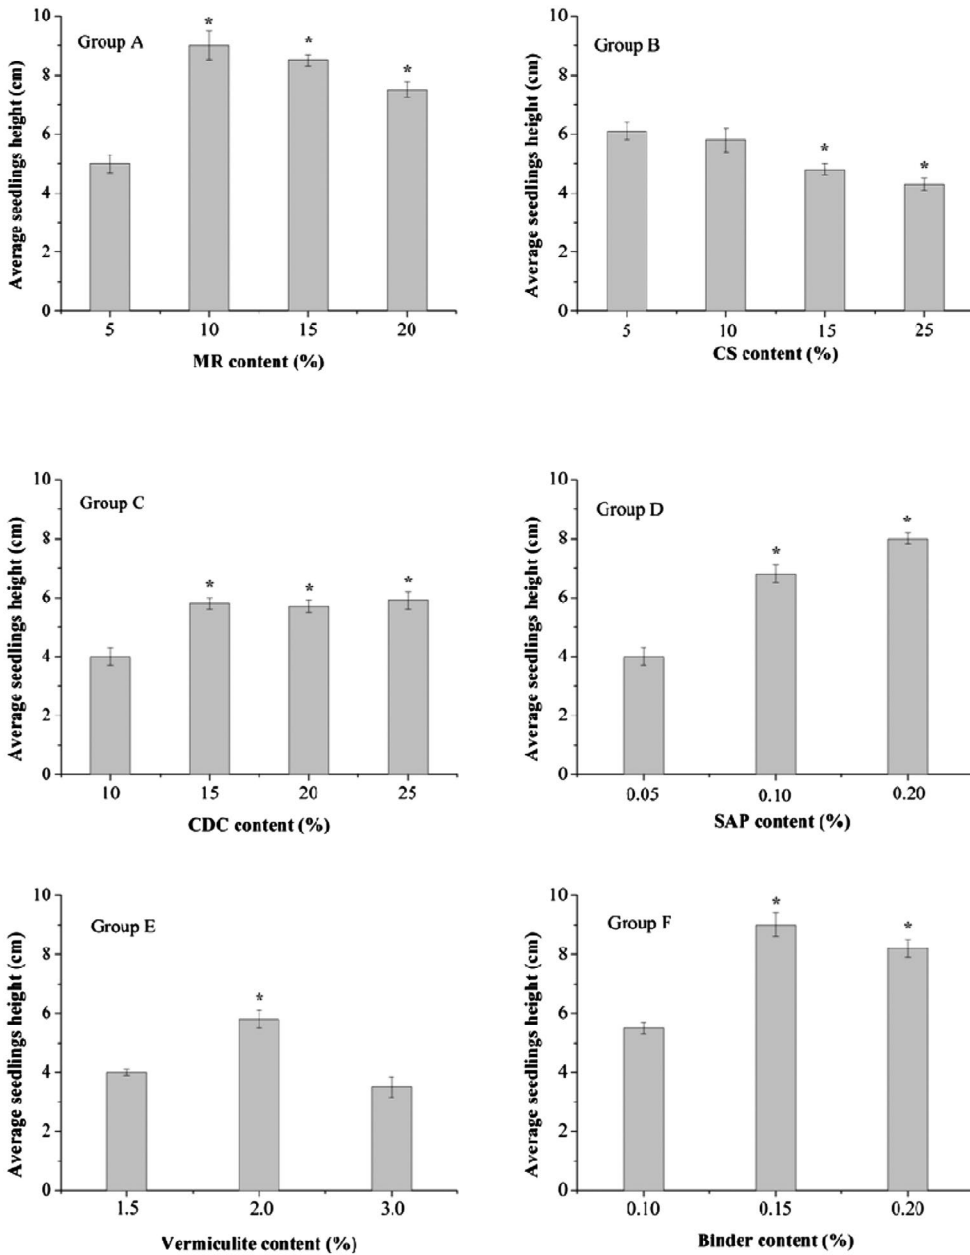 Group A
Average seedlings height (cm)
10
8
6
4
2
0
* * *
5 10 15 20
MR content (%)
Group B
Average seedlings height (cm)
10
8
6
4
2
0
* *
5 10 15 25
CS content (%)
Group C
Average seedlings height (cm)
10
8
6
4
2
0
* * *
10 15 20 25
CDC content (%)
Group D
Average seedlings height (cm)
10
8
6
4
2
0
* *
0.05 0.10 0.20
SAP content (%)
Group E
Average seedlings height (cm)
10
8
6
4
2
0
*
1.5 2.0 3.0
Vermiculite content (%)
Group F
Average seedlings height (cm)
10
8
6
4
2
0
* *
0.10 0.15 0.20
Binder content (%)